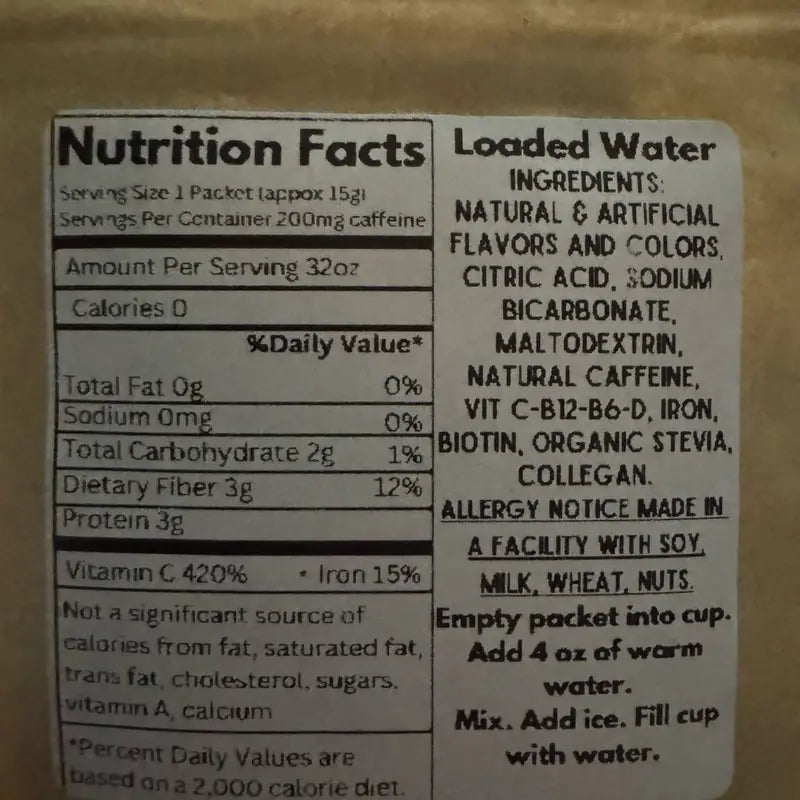 Nutrition Facts
Serving Size 1 Packet (appox 15g)
Servings Per Container 200mg caffeine
Amount Per Serving 32oz
Calories 0
%Daily Value*
Total Fat 0g 0%
Sodium 0mg 0%
Total Carbohydrate 2g 1%
Dietary Fiber 3g 12%
Protein 3g
Vitamin C 420% • Iron 15%
Not a significant source of
calories from fat, saturated fat,
trans fat, cholesterol, sugars,
vitamin A, calcium
*Percent Daily Values are
based on a 2,000 calorie diet.
Loaded Water
INGREDIENTS:
NATURAL & ARTIFICIAL
FLAVORS AND COLORS,
CITRIC ACID, SODIUM
BICARBONATE,
MALTODEXTRIN,
NATURAL CAFFEINE,
VIT C-B12-B6-D, IRON,
BIOTIN, ORGANIC STEVIA,
COLLEGAN.
ALLERGY NOTICE MADE IN
A FACILITY WITH SOY,
MILK, WHEAT, NUTS.
Empty packet into cup.
Add 4 oz of warm
water.
Mix. Add ice. Fill cup
with water.